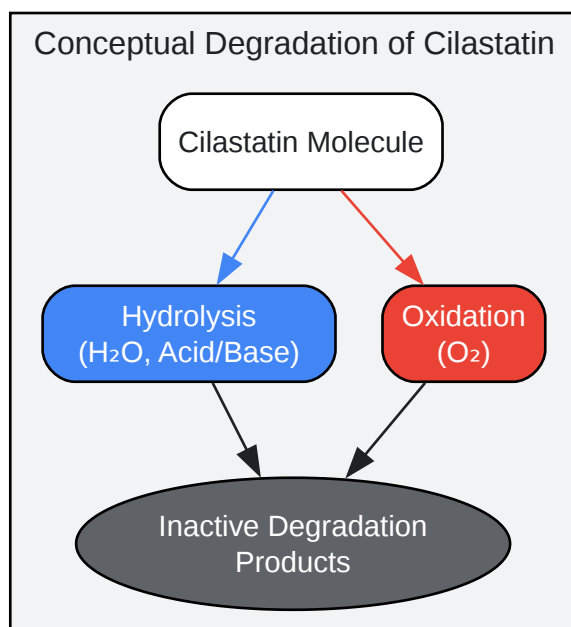 Conceptual Degradation of Cilastatin
Cilastatin Molecule
Hydrolysis
(H₂O, Acid/Base)
Oxidation
(O₂)
Inactive Degradation
Products